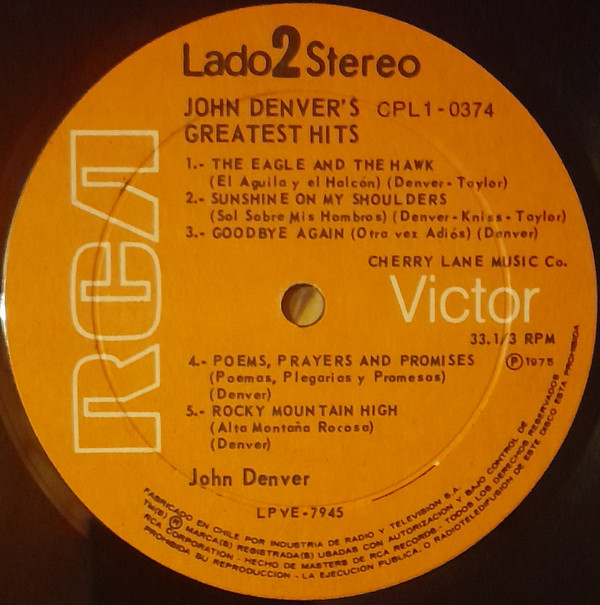 Lado 2 Stereo
JOHN DENVER'S CPL1-0374
GREATEST HITS
1.- THE EAGLE AND THE HAWK
(El Aguila y el Halcón) (Denver - Taylor)
2.- SUNSHINE ON MY SHOULDERS
(Sol Sobre Mis Hombros) (Denver - Kniss - Taylor)
3.- GOODBYE AGAIN (Otra vez Adiós) (Denver)
CHERRY LANE MUSIC Co.
RCA
Victor
33.1/3 RPM
4.- POEMS, PRAYERS AND PROMISES
℗ 1975
(Poemas, Plegarias y Promesas)
(Denver)
5.- ROCKY MOUNTAIN HIGH
(Alta Montaña Rocosa)
(Denver)
John Denver
LPVE-7945
FABRICADO EN CHILE POR INDUSTRIA DE RADIO Y TELEVISION S.A.
TM(S) ® MARCA(S) REGISTRADA(S) USADAS CON AUTORIZACION Y BAJO CONTROL DE
RCA CORPORATION - HECHO DE MASTERS DE RCA RECORDS - TODOS LOS DERECHOS RESERVADOS
PROHIBIDA SU REPRODUCCION - LA EJECUCION PUBLICA, O RADIOTELEDIFUSION DE ESTE DISCO ESTA PROHIBIDA